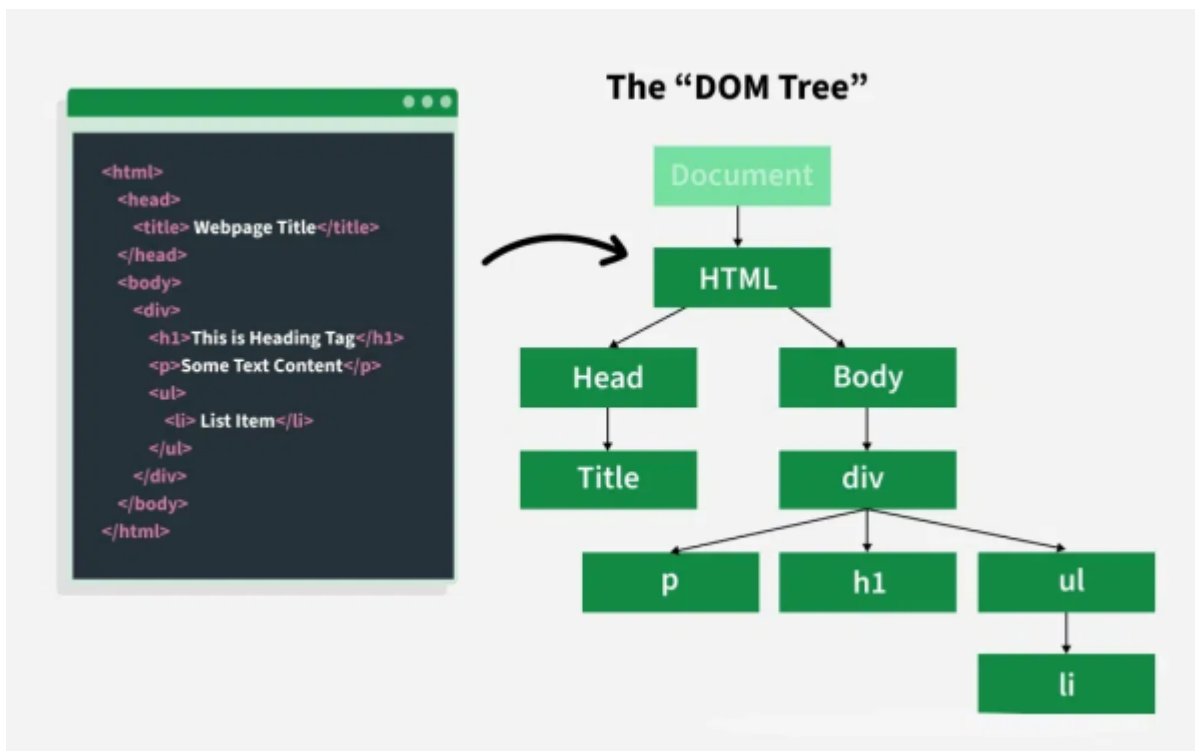 <html>
<head>
<title> Webpage Title</title>
</head>
<body>
<div>
<h1>This is Heading Tag</h1>
<p>Some Text Content</p>
<ul>
<li> List Item</li>
</ul>
</div>
</body>
</html>
The “DOM Tree”
Document
HTML
Head Body
Title div
p h1 ul
li